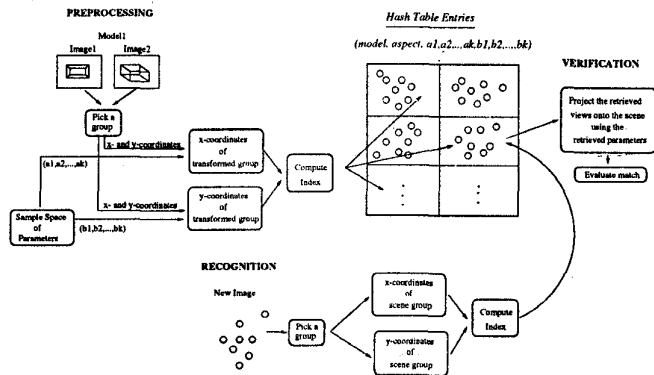 PREPROCESSING
Model1
Image1
Image2
Pick a
group
x- and y-coordinates
(a1,a2,...,ak)
x-coordinates
of
transformed group
x- and y-coordinates
y-coordinates
of
transformed group
Sample Space
of
Parameters
(b1,b2,...,bk)
Compute
Index
Hash Table Entries
(model, aspect, a1,a2,...,ak,b1,b2,...,bk)
VERIFICATION
Project the retrieved
views onto the scene
using the
retrieved parameters
Evaluate match
RECOGNITION
New Image
Pick a
group
x-coordinates
of
scene group
y-coordinates
of
scene group
Compute
Index